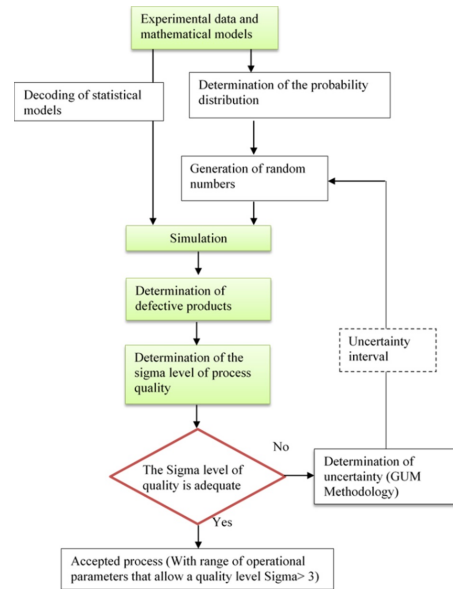 Experimental data and
mathematical models
Decoding of statistical
models
Determination of the probability
distribution
Generation of random
numbers
Simulation
Determination of
defective products
Uncertainty
interval
Determination of the
sigma level of process
quality
No
The Sigma level of
quality is adequate
Determination of
uncertainty (GUM
Methodology)
Yes
Accepted process (With range of operational
parameters that allow a quality level Sigma> 3)